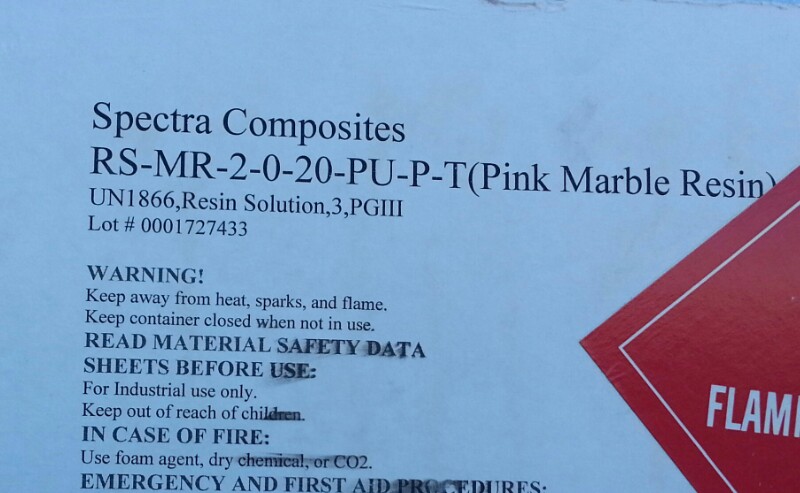 Spectra Composites
RS-MR-2-0-20-PU-P-T(Pink Marble Resin)
UN1866,Resin Solution,3,PGIII
Lot # 0001727433
WARNING!
Keep away from heat, sparks, and flame.
Keep container closed when not in use.
READ MATERIAL SAFETY DATA
SHEETS BEFORE USE:
For Industrial use only.
Keep out of reach of children.
IN CASE OF FIRE:
Use foam agent, dry chemical, or CO2.
EMERGENCY AND FIRST AID PROCEDURES:
FLAM